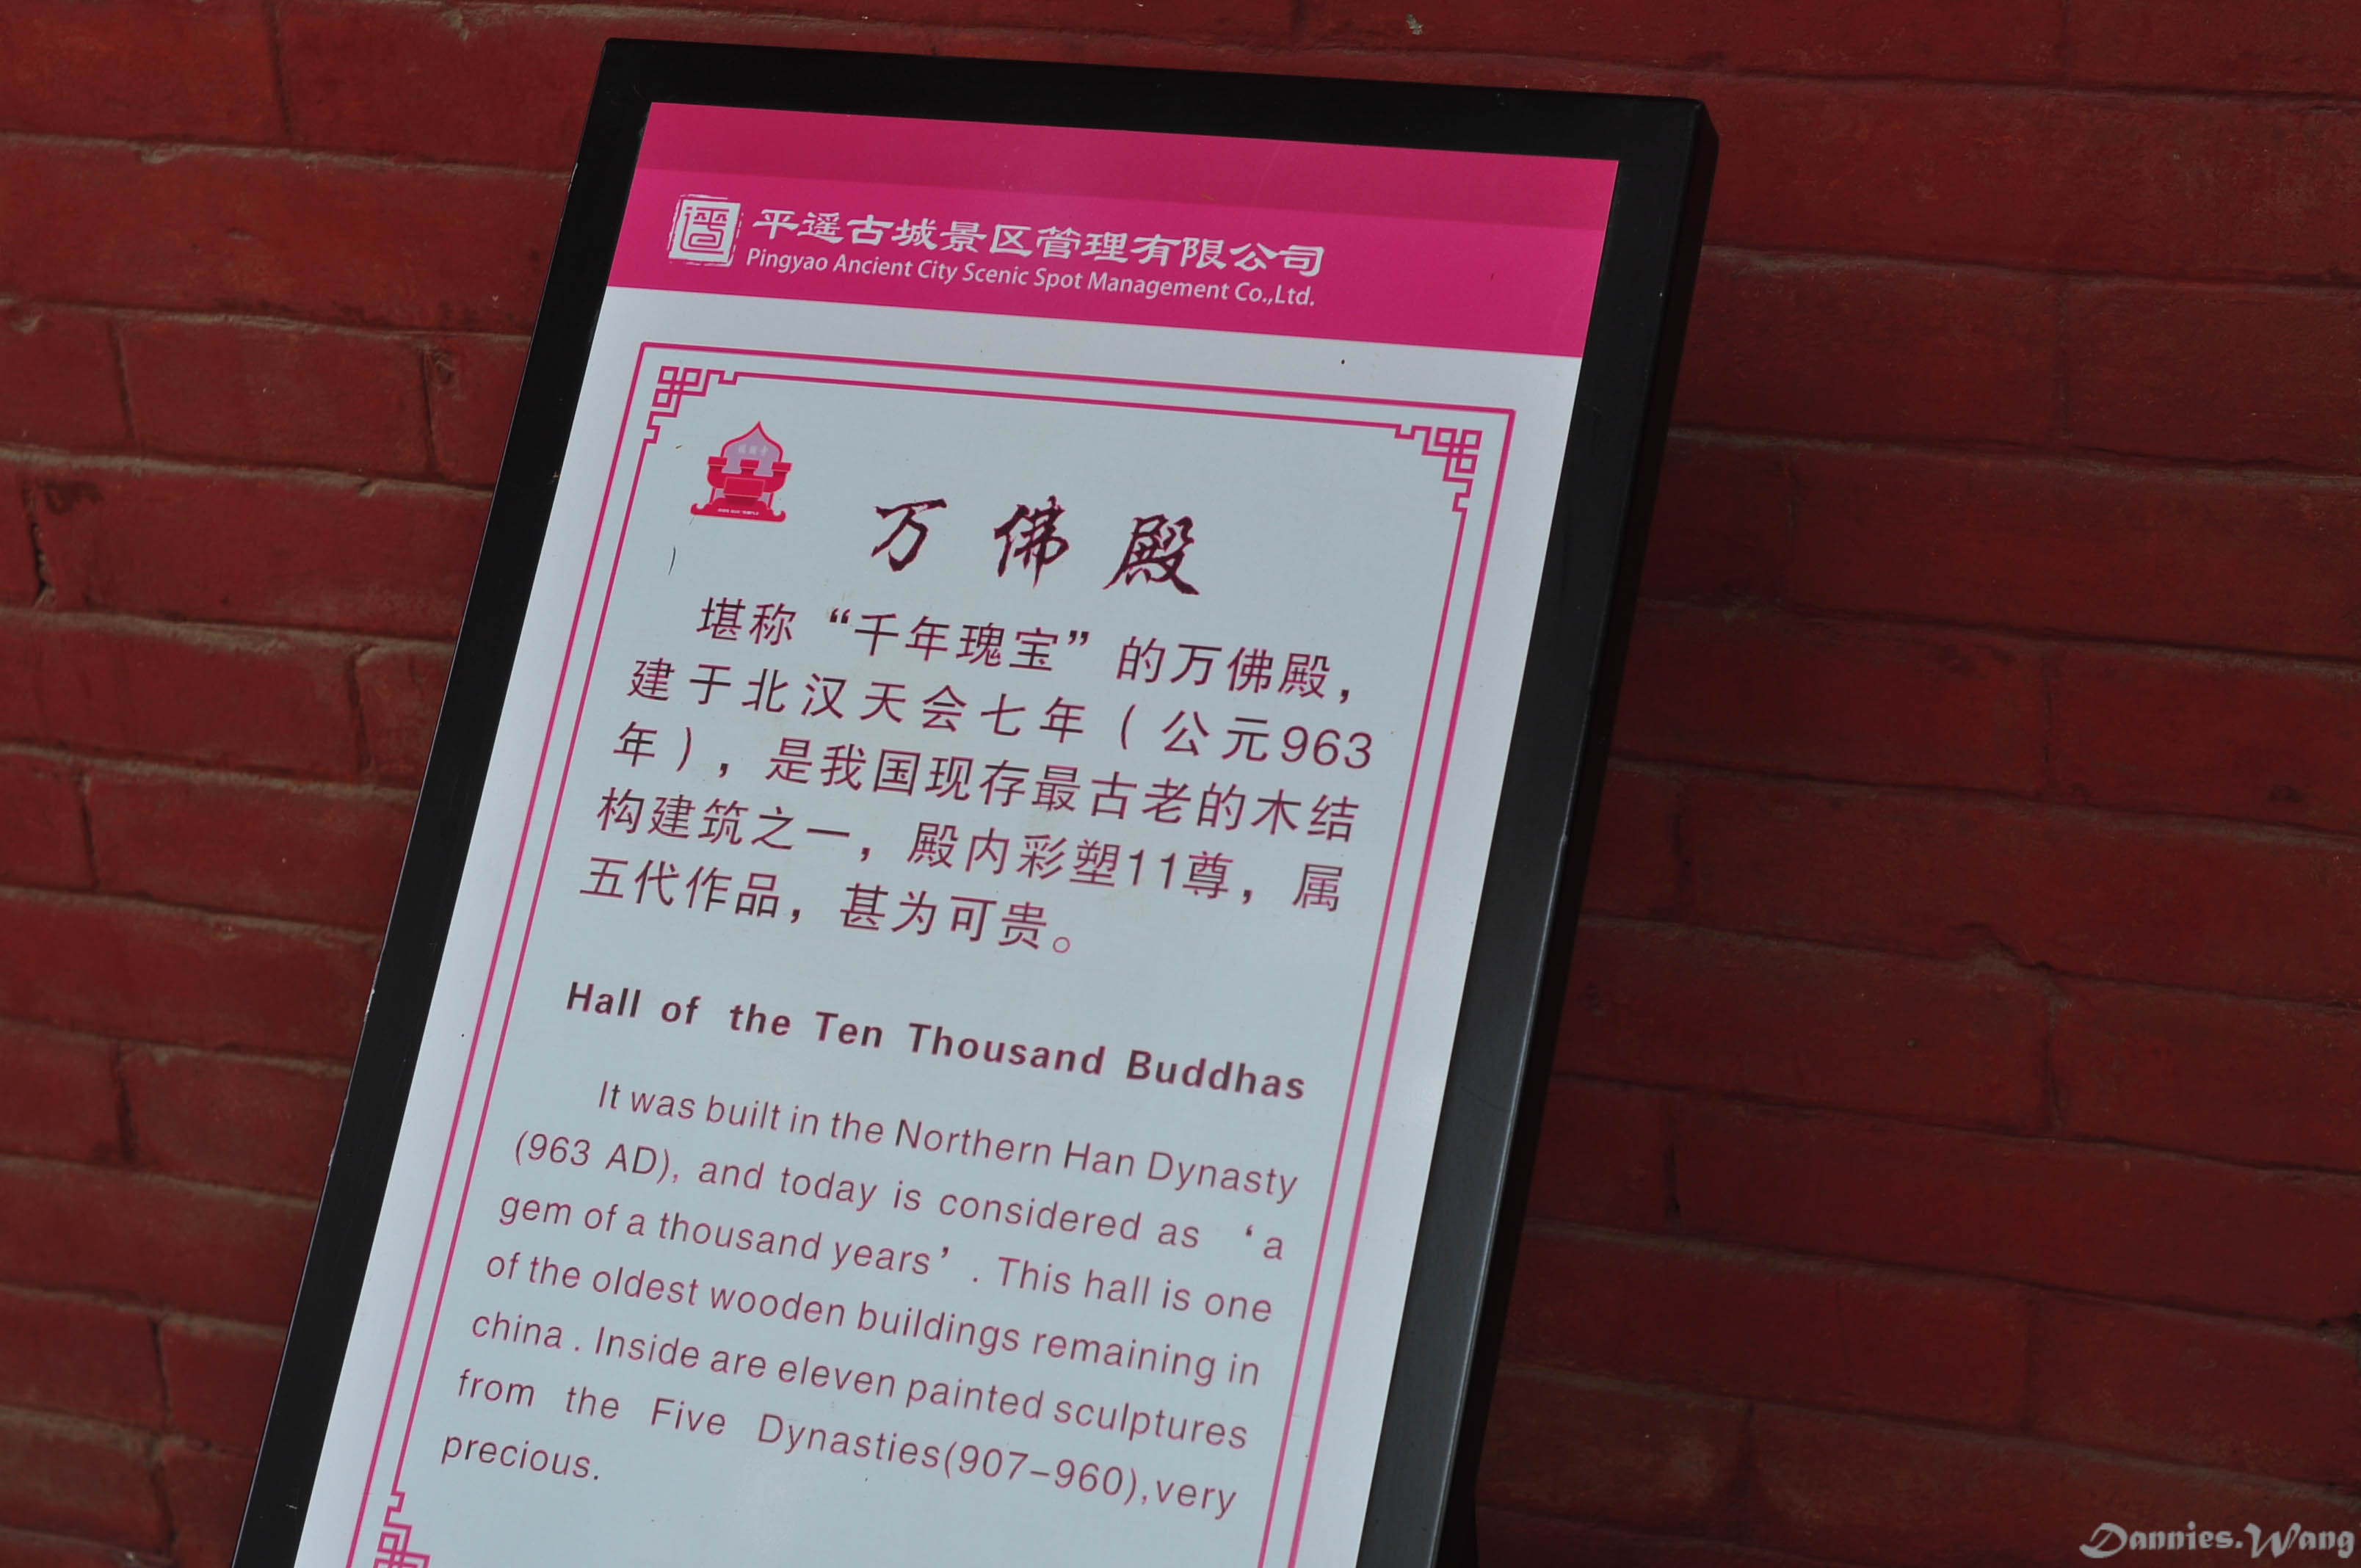 平遥古城景区管理有限公司
Pingyao Ancient City Scenic Spot Management Co.,Ltd.
万佛殿
堪称“千年瑰宝”的万佛殿，
建于北汉天会七年（公元963
年），是我国现存最古老的木结
构建筑之一，殿内彩塑11尊，属
五代作品，甚为可贵。
Hall of the Ten Thousand Buddhas
It was built in the Northern Han Dynasty
(963 AD), and today is considered as ‘a
gem of a thousand years’. This hall is one
of the oldest wooden buildings remaining in
china . Inside are eleven painted sculptures
from the Five Dynasties(907–960),very
precious.
Dannies.Wang